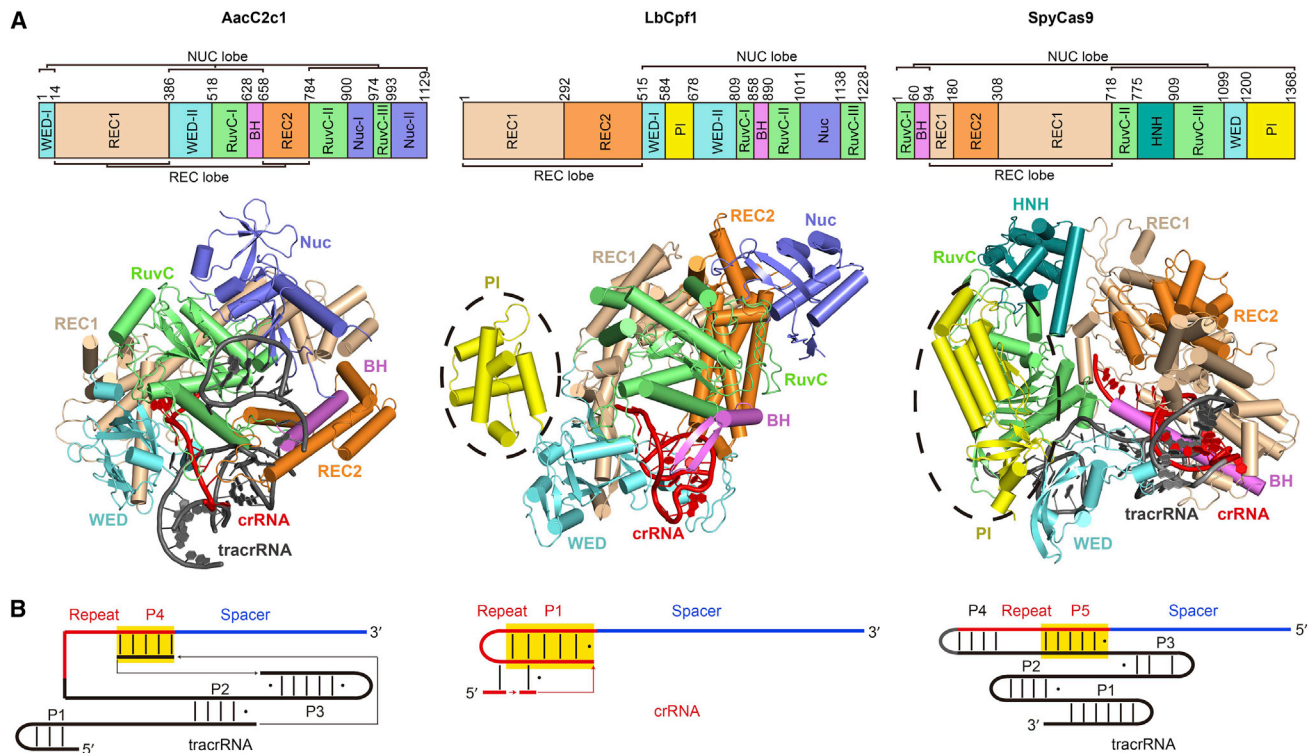 A
AacC2c1
LbCpf1
SpyCas9
NUC lobe
NUC lobe
NUC lobe
1 14 386 518 628 658 784 900 974 993 1129
1 292 515 584 664 809 858 890 1011 1138 1228
1 60 94 180 308 718 775 909 1099 1200 1368
WED-I REC1 WED-II RuvC-I BH REC2 RuvC-II Nuc-I RuvC-III Nuc-II
REC1 REC2 WED-I PI WED-II RuvC-I BH RuvC-II Nuc RuvC-III
RuvC-I BH REC1 REC2 REC1 RuvC-II HNH RuvC-III WED PI
REC lobe
REC lobe
REC lobe
Nuc
RuvC
REC1
BH
REC2
WED
crRNA
tracrRNA
REC2
Nuc
REC1
PI
RuvC
BH
WED
crRNA
HNH
REC1
RuvC
REC2
BH
tracrRNA
crRNA
PI
WED
B
Repeat P4 Spacer
3′
P2
P1
P3
5′
tracrRNA
Repeat P1 Spacer
3′
5′
crRNA
P4 Repeat P5 Spacer
5′
P3
P2
P1
3′
tracrRNA